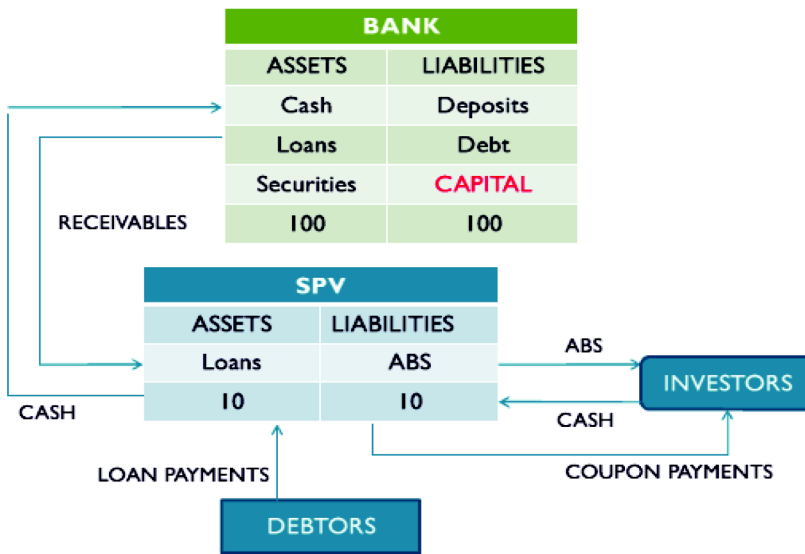 BANK
ASSETS LIABILITIES
Cash Deposits
Loans Debt
Securities CAPITAL
100 100
RECEIVABLES
SPV
ASSETS LIABILITIES
Loans ABS
10 10
ABS
INVESTORS
CASH
CASH
LOAN PAYMENTS
COUPON PAYMENTS
DEBTORS